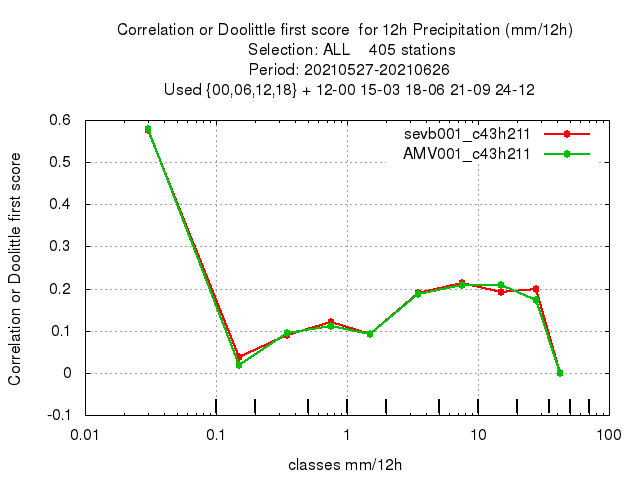 Correlation or Doolittle first score  for 12h Precipitation (mm/12h)
Selection: ALL    405 stations
Period: 20210527-20210626
Used {00,06,12,18} + 12-00 15-03 18-06 21-09 24-12
sevb001_c43h211
AMV001_c43h211
Correlation or Doolittle first score
0.6
0.5
0.4
0.3
0.2
0.1
0
-0.1
0.01 0.1 1 10 100
classes mm/12h